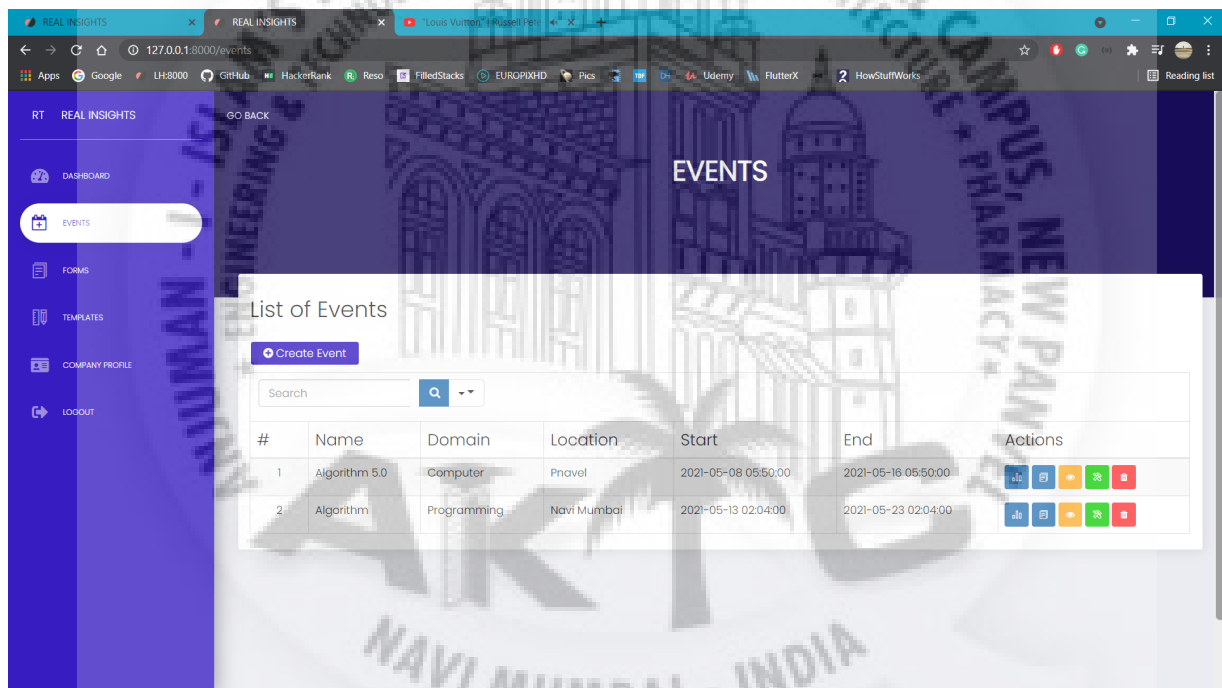 REAL INSIGHTS
REAL INSIGHTS
"Louis Vuitton" | Russell Pete
127.0.0.1:8000/events
Apps Google LH:8000 GitHub HackerRank Reso FilledStacks EUROPIXHD Pics Udemy FlutterX HowStuffWorks Reading list
RT REAL INSIGHTS
GO BACK
EVENTS
DASHBOARD
EVENTS
FORMS
TEMPLATES
COMPANY PROFILE
LOGOUT
List of Events
Create Event
Search
# Name Domain Location Start End Actions
1 Algorithm 5.0 Computer Pnavel 2021-05-08 05:50:00 2021-05-16 05:50:00
2 Algorithm Programming Navi Mumbai 2021-05-13 02:04:00 2021-05-23 02:04:00
AKTC
NAVI MUMBAI - INDIA